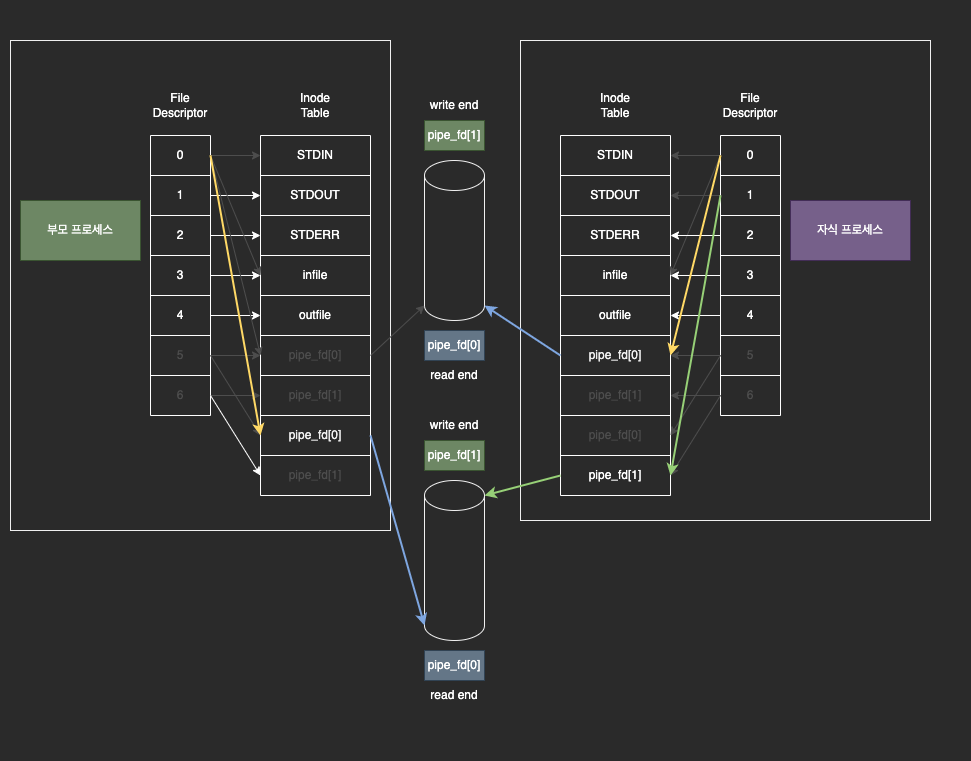 File
Descriptor
Inode
Table
0
STDIN
1
STDOUT
2
STDERR
3
infile
4
outfile
5
pipe_fd[0]
6
pipe_fd[1]
pipe_fd[0]
pipe_fd[1]
부모 프로세스
write end
pipe_fd[1]
pipe_fd[0]
read end
write end
pipe_fd[1]
pipe_fd[0]
read end
Inode
Table
File
Descriptor
STDIN
0
STDOUT
1
STDERR
2
infile
3
outfile
4
pipe_fd[0]
5
pipe_fd[1]
6
pipe_fd[0]
pipe_fd[1]
자식 프로세스